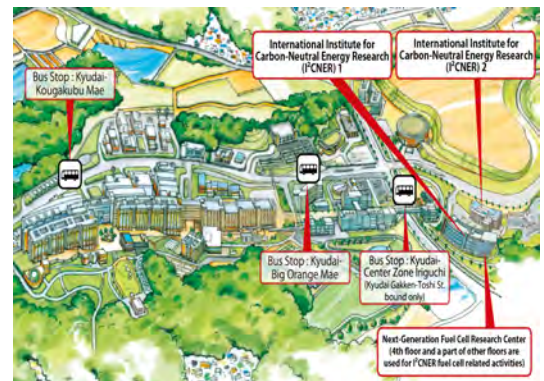 International Institute for
Carbon-Neutral Energy Research
(I²CNER) 1
International Institute for
Carbon-Neutral Energy Research
(I²CNER) 2
Bus Stop : Kyudai-
Kougakubu Mae
Bus Stop : Kyudai-
Big Orange Mae
Bus Stop : Kyudai-
Center Zone Iriguchi
(Kyudai Gakken-Toshi St.
bound only)
Next-Generation Fuel Cell Research Center
(4th floor and a part of other floors are
used for I²CNER fuel cell related activities)